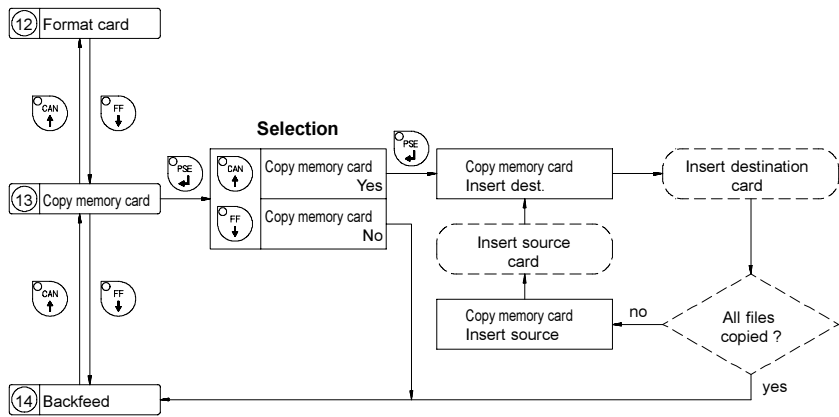 12 Format card
CAN
FF
Selection
PSE
PSE
CAN
Copy memory card
Yes
Copy memory card
Insert dest.
Insert destination
card
13 Copy memory card
FF
Copy memory card
No
Insert source
card
CAN
FF
Copy memory card
Insert source
no
All files
copied ?
yes
14 Backfeed